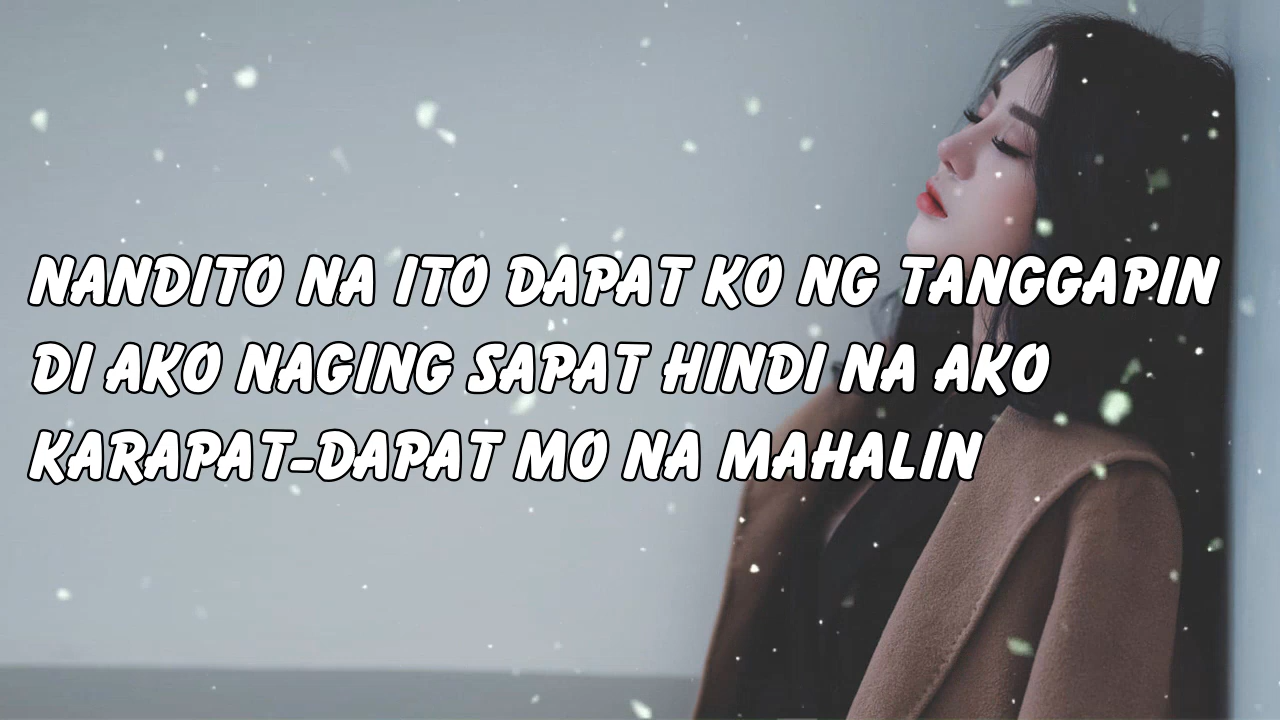 NANDITO NA ITO DAPAT KO NG TANGGAPIN
DI AKO NAGING SAPAT HINDI NA AKO
KARAPAT-DAPAT MO NA MAHALIN